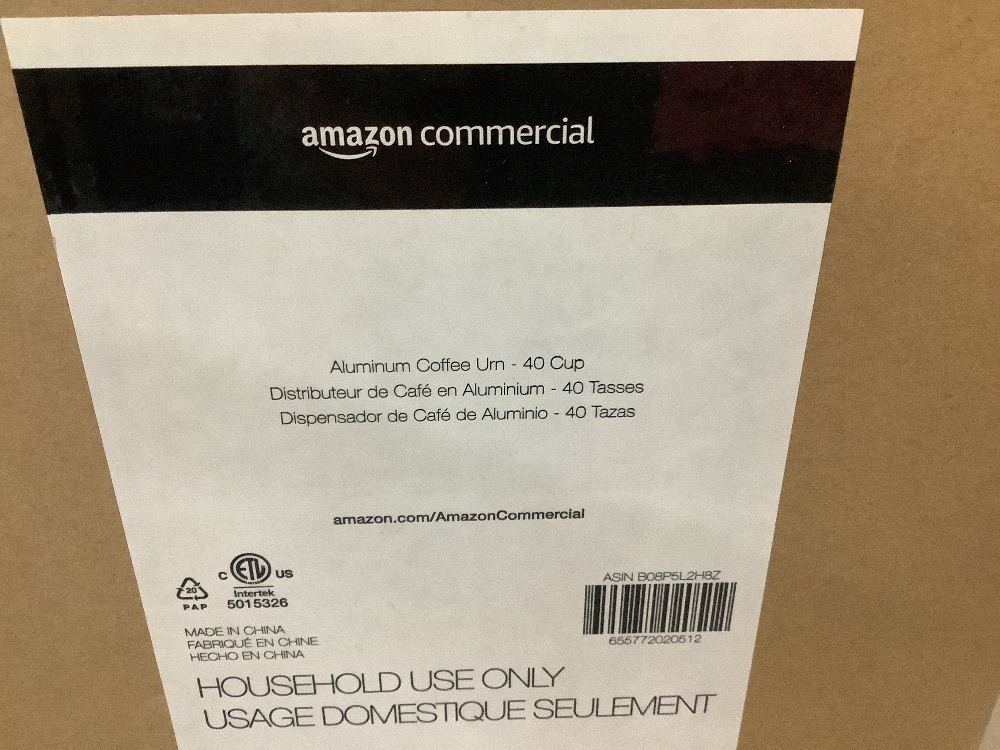 amazon commercial
Aluminum Coffee Urn - 40 Cup
Distributeur de Café en Aluminium - 40 Tasses
Dispensador de Café de Aluminio - 40 Tazas
amazon.com/AmazonCommercial
20
PAP
C ETL US
Intertek
5015326
ASIN B08P5L2H8Z
655772020512
MADE IN CHINA
FABRIQUÉ EN CHINE
HECHO EN CHINA
HOUSEHOLD USE ONLY
USAGE DOMESTIQUE SEULEMENT